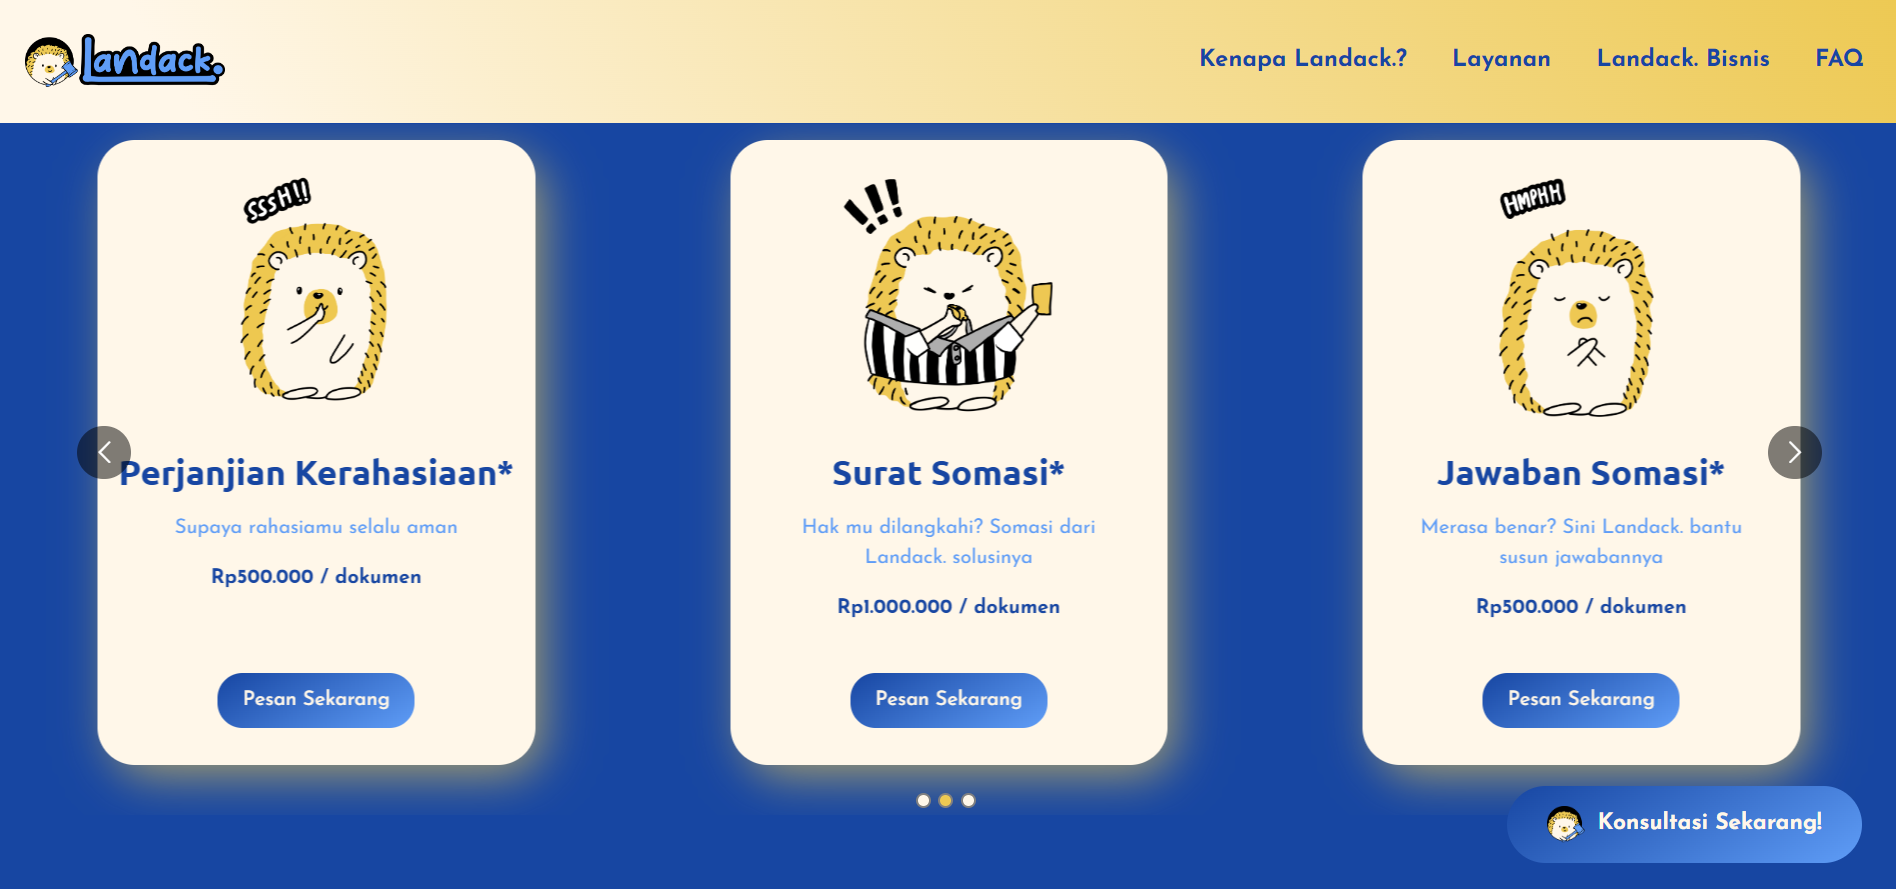 Landack.
Kenapa Landack.?
Layanan
Landack. Bisnis
FAQ
SSSH!!
Perjanjian Kerahasiaan*
Supaya rahasiamu selalu aman
Rp500.000 / dokumen
Pesan Sekarang
!!!
Surat Somasi*
Hak mu dilangkahi? Somasi dari
Landack. solusinya
Rp1.000.000 / dokumen
Pesan Sekarang
HMPHH
Jawaban Somasi*
Merasa benar? Sini Landack. bantu
susun jawabannya
Rp500.000 / dokumen
Pesan Sekarang
Konsultasi Sekarang!